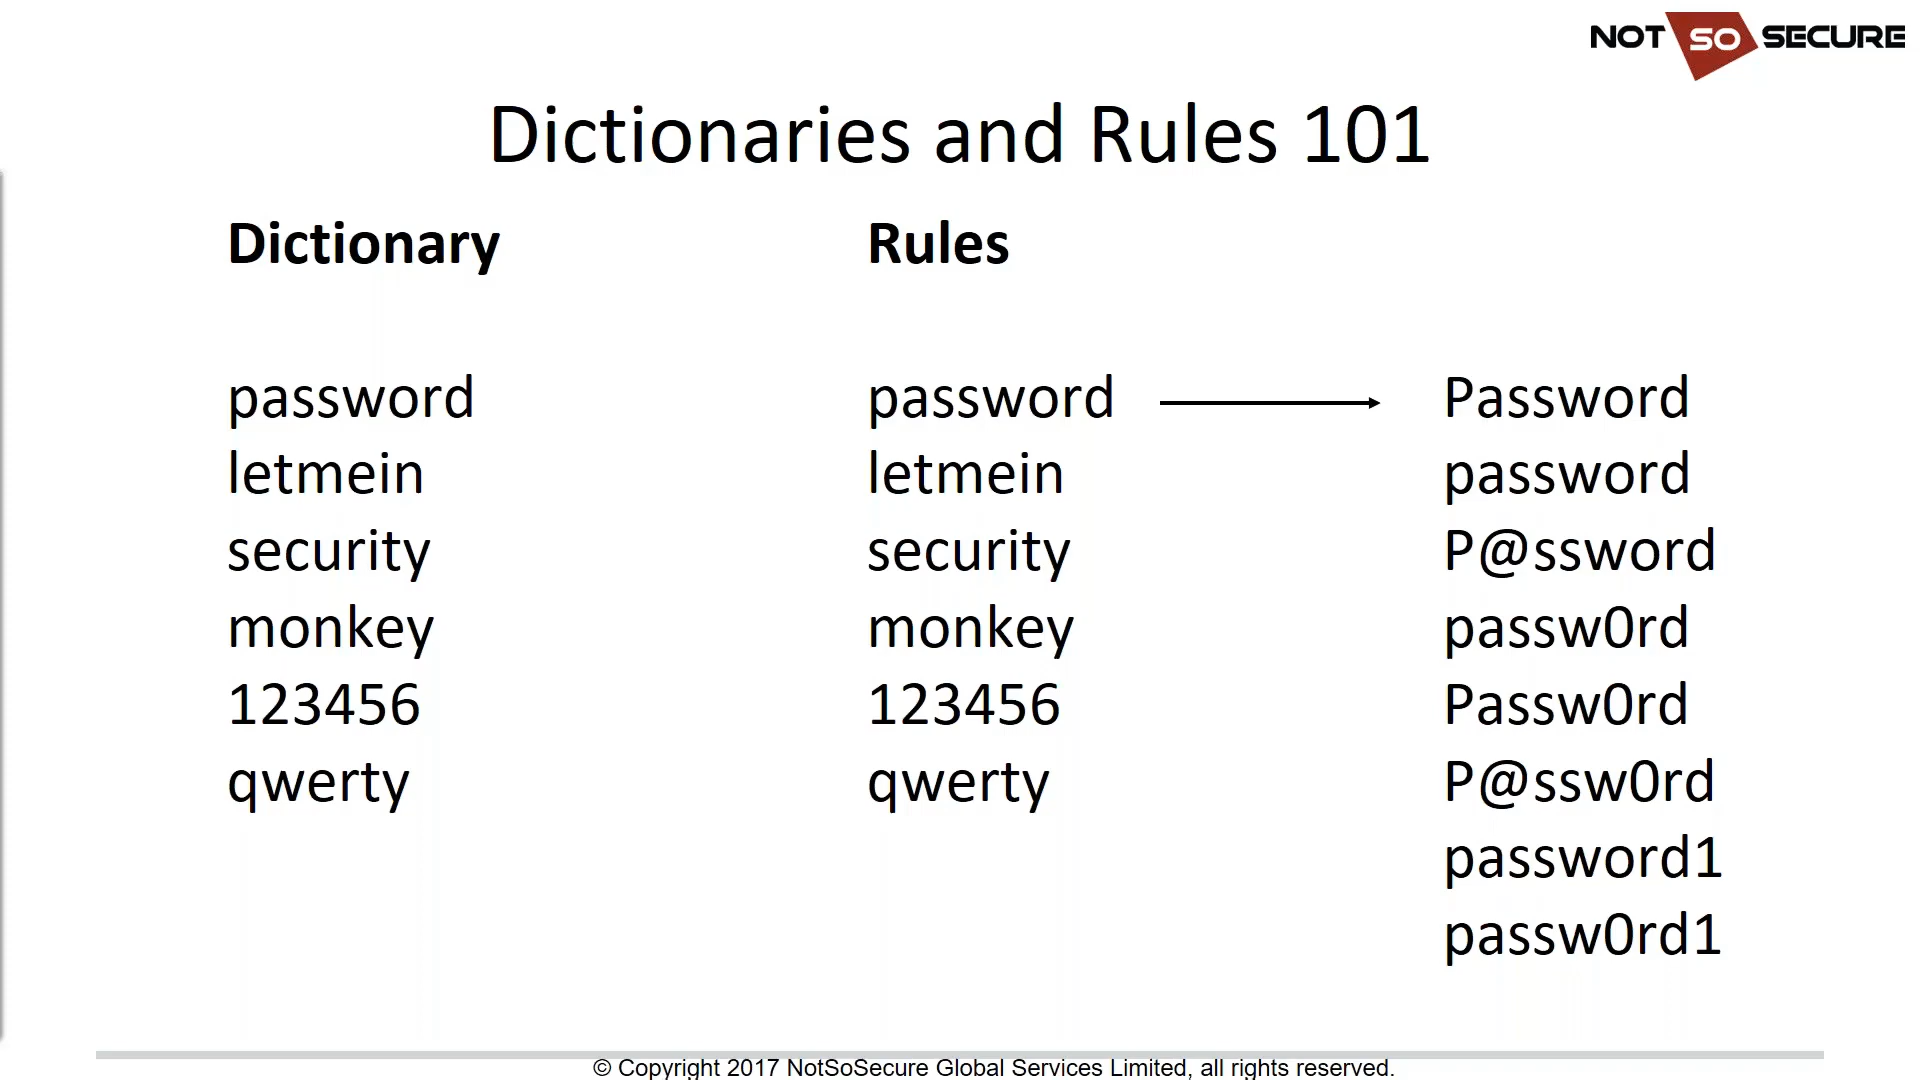 NOT SO SECURE
Dictionaries and Rules 101
Dictionary
password
letmein
security
monkey
123456
qwerty
Rules
password
letmein
security
monkey
123456
qwerty
Password
password
P@ssword
passw0rd
Passw0rd
P@ssw0rd
password1
passw0rd1
© Copyright 2017 NotSoSecure Global Services Limited, all rights reserved.